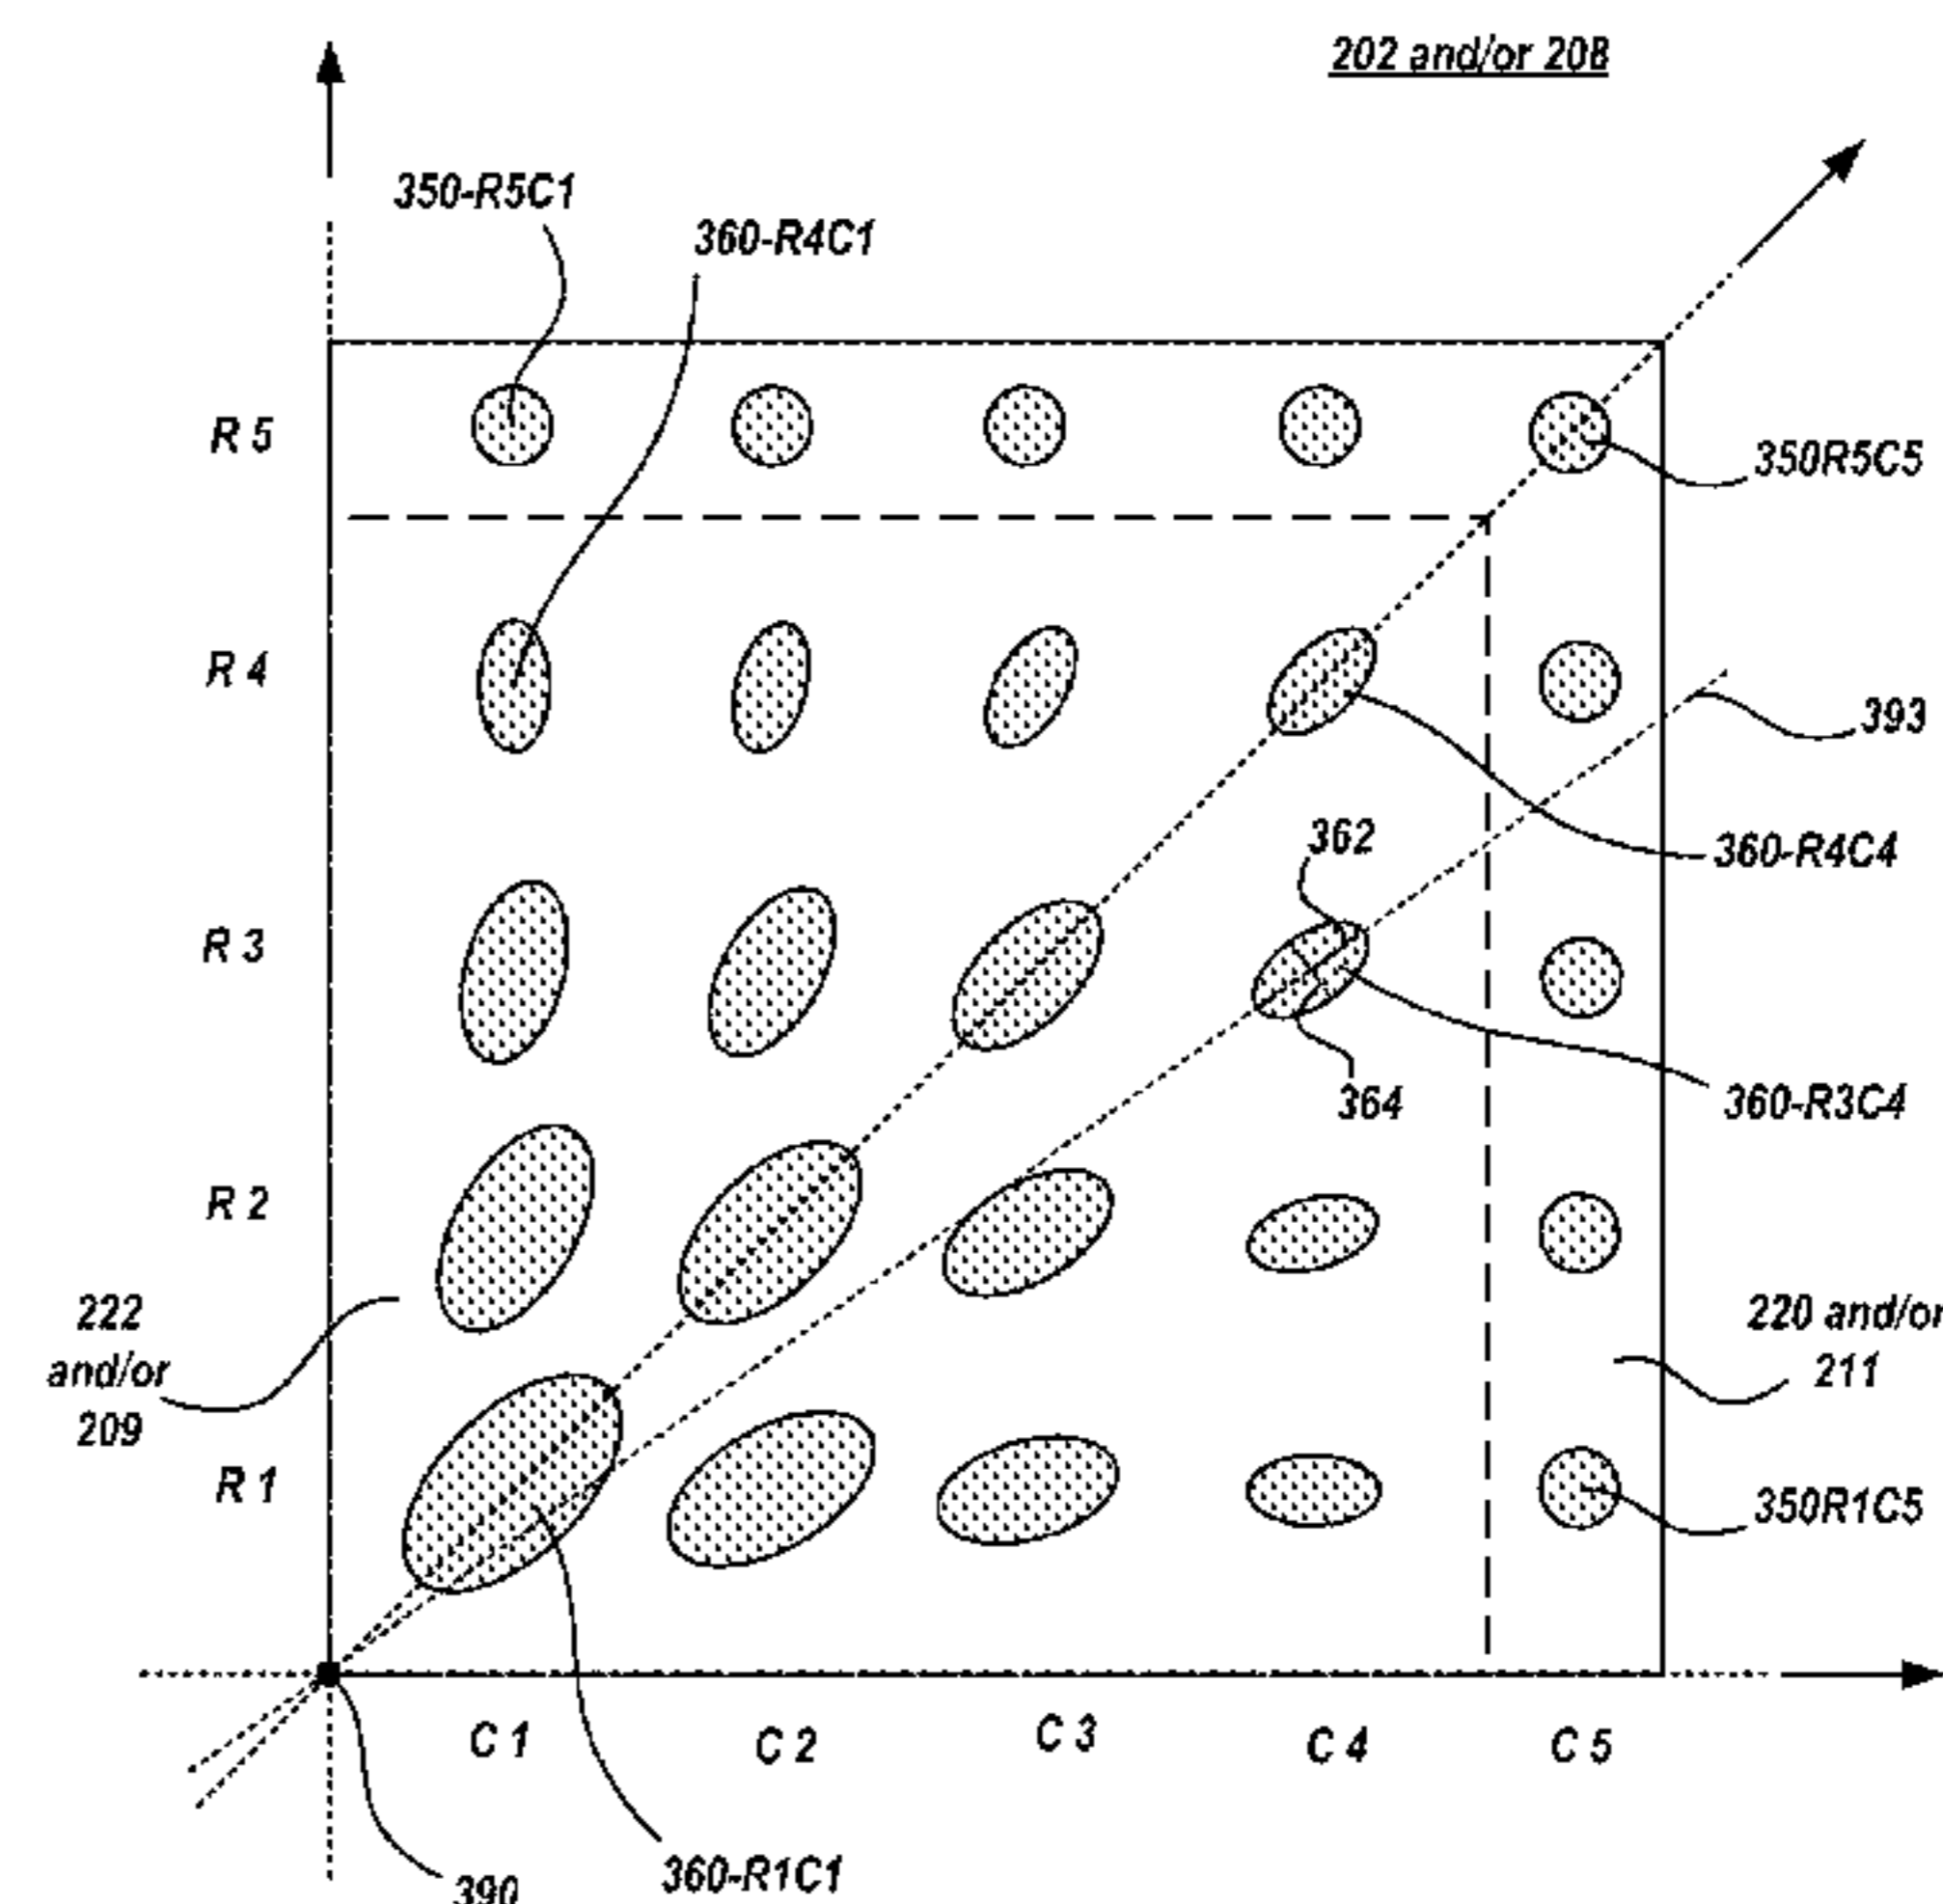 202 and/or 208
350-R5C1
360-R4C1
R 5
350R5C5
R 4
393
362
360-R4C4
R 3
364
360-R3C4
R 2
222
and/or
209
220 and/or
211
R 1
350R1C5
C 1
C 2
C 3
C 4
C 5
360-R1C1
390